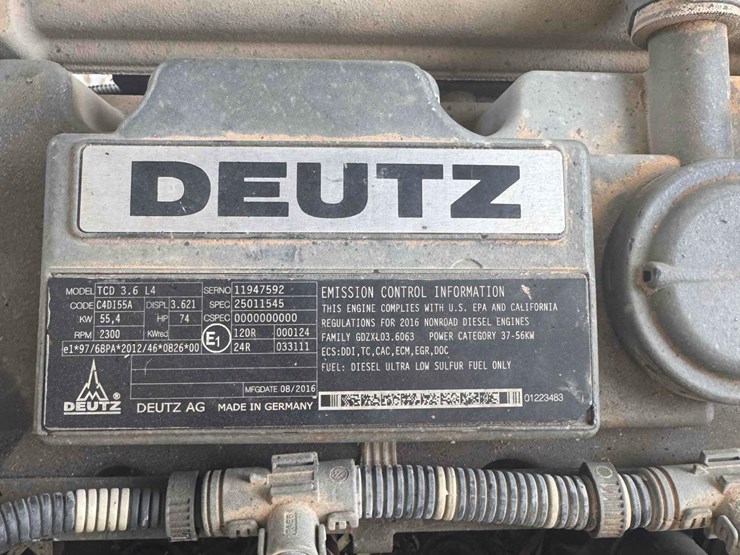 DEUTZ
MODEL TCD 3.6 L4 SERNO 11947592
CODE C4DI55A DISPL 3.621 SPEC 25011545
KW 55,4 HP 74 CSPEC 0000000000
RPM 2300 KWred E1 120R 000124
e1*97/68PA*2012/46*0826*00 24R 033111
MFGDATE 08/2016
DEUTZ ® DEUTZ AG MADE IN GERMANY
EMISSION CONTROL INFORMATION
THIS ENGINE COMPLIES WITH U.S. EPA AND CALIFORNIA
REGULATIONS FOR 2016 NONROAD DIESEL ENGINES
FAMILY GDZXL03.6063 POWER CATEGORY 37-56KW
ECS:DDI,TC,CAC,ECM,EGR,DOC
FUEL: DIESEL ULTRA LOW SULFUR FUEL ONLY
01223483